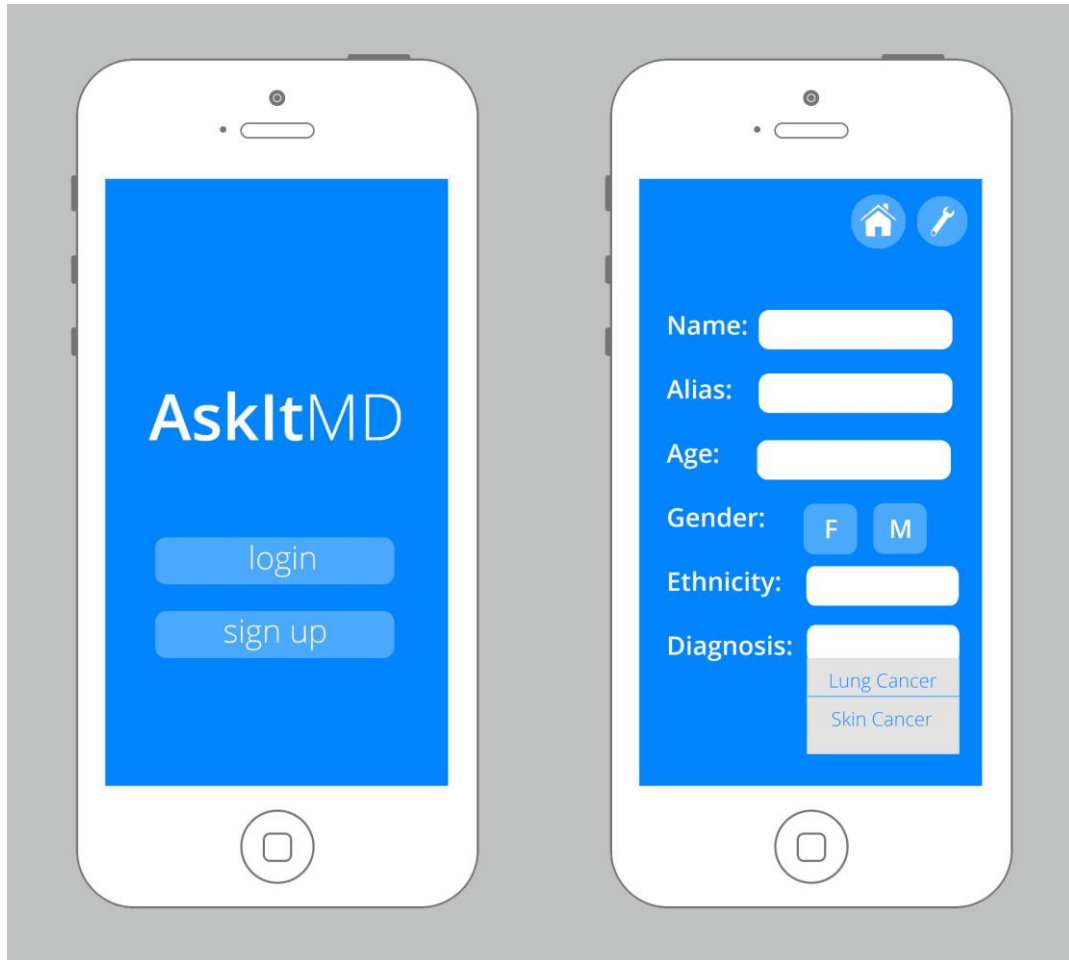 AskItMD
login
sign up
Name:
Alias:
Age:
Gender: F M
Ethnicity:
Diagnosis:
Lung Cancer
Skin Cancer